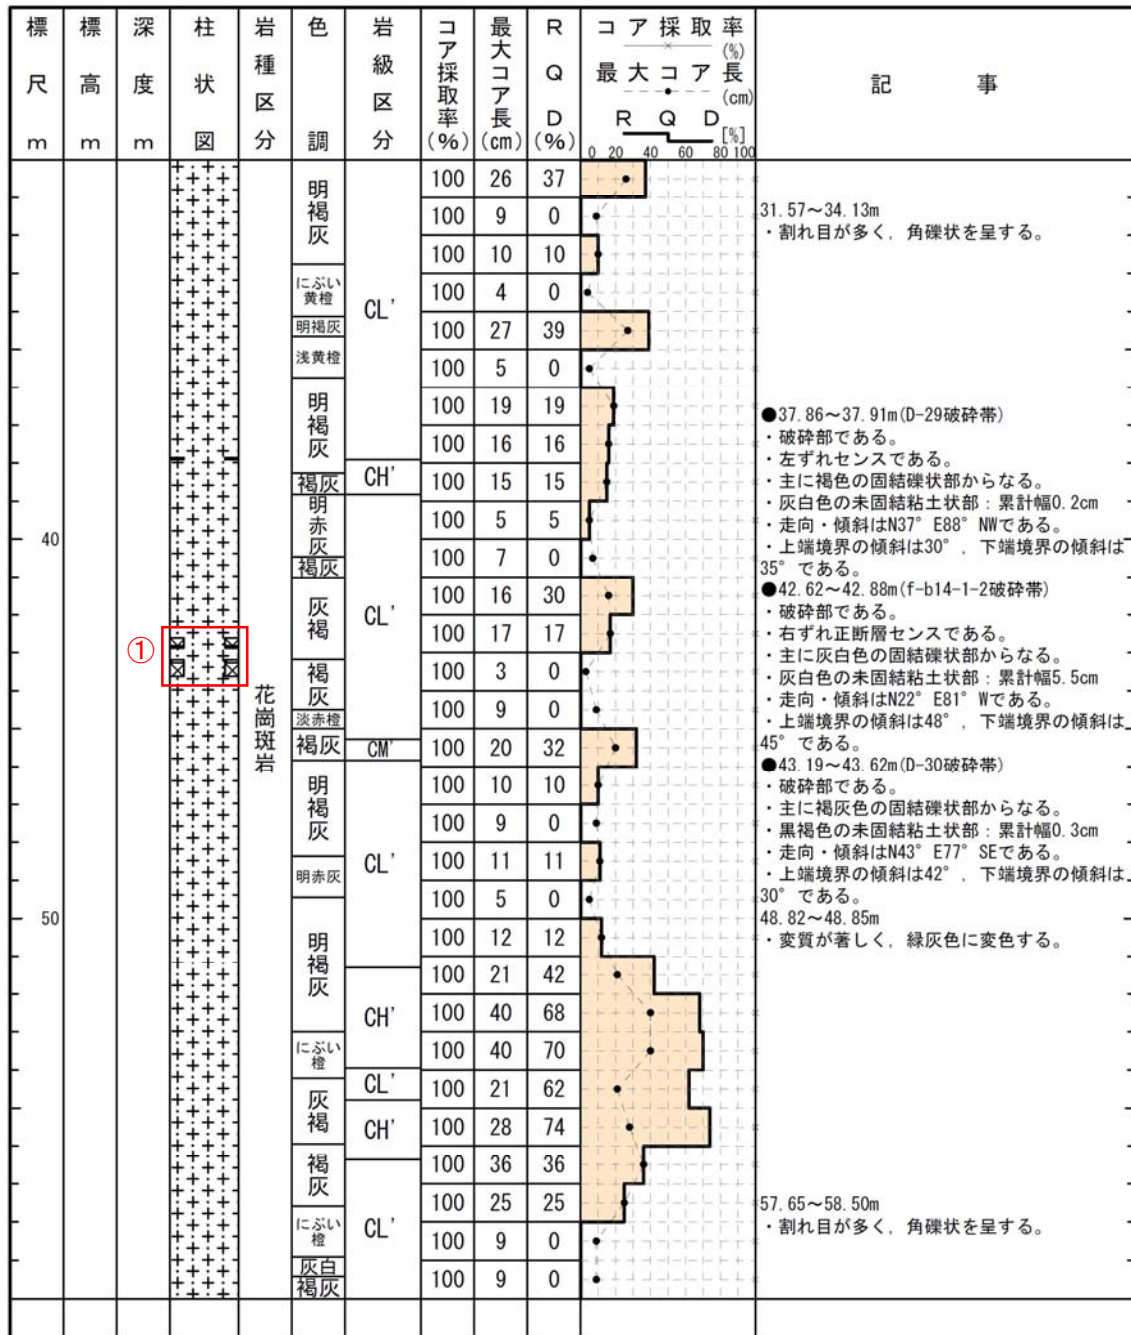 標尺m
標高m
深度m
柱状図
岩種区分
色調
岩級区分
コア採取率(%)
最大コア長(cm)
RQD(%)
コア採取率(%)
最大コア長(cm)
RQD[%]
0 20 40 60 80 100
記事
40
50
①
花崗斑岩
明褐灰
にぶい黄橙
明褐灰
浅黄橙
明褐灰
褐灰
明赤灰
褐灰
灰褐
褐灰
淡赤橙
褐灰
明褐灰
明赤灰
明褐灰
にぶい橙
灰褐
褐灰
にぶい橙
灰白
褐灰
CL'
CH'
CL'
CM'
CL'
CH'
CL'
CH'
CL'
100 26 37
100 9 0
100 10 10
100 4 0
100 27 39
100 5 0
100 19 19
100 16 16
100 15 15
100 5 5
100 7 0
100 16 30
100 17 17
100 3 0
100 9 0
100 20 32
100 10 10
100 9 0
100 11 11
100 5 0
100 12 12
100 21 42
100 40 68
100 40 70
100 21 62
100 28 74
100 36 36
100 25 25
100 9 0
100 9 0
31.57～34.13m
・割れ目が多く，角礫状を呈する。
●37.86～37.91m(D-29破砕帯)
・破砕部である。
・左ずれセンスである。
・主に褐色の固結礫状部からなる。
・灰白色の未固結粘土状部：累計幅0.2cm
・走向・傾斜はN37°E88°NWである。
・上端境界の傾斜は30°，下端境界の傾斜は
35°である。
●42.62～42.88m(f-b14-1-2破砕帯)
・破砕部である。
・右ずれ正断層センスである。
・主に灰白色の固結礫状部からなる。
・灰白色の未固結粘土状部：累計幅5.5cm
・走向・傾斜はN22°E81°Wである。
・上端境界の傾斜は48°，下端境界の傾斜は
45°である。
●43.19～43.62m(D-30破砕帯)
・破砕部である。
・主に褐灰色の固結礫状部からなる。
・黒褐色の未固結粘土状部：累計幅0.3cm
・走向・傾斜はN43°E77°SEである。
・上端境界の傾斜は42°，下端境界の傾斜は
30°である。
48.82～48.85m
・変質が著しく，緑灰色に変色する。
57.65～58.50m
・割れ目が多く，角礫状を呈する。